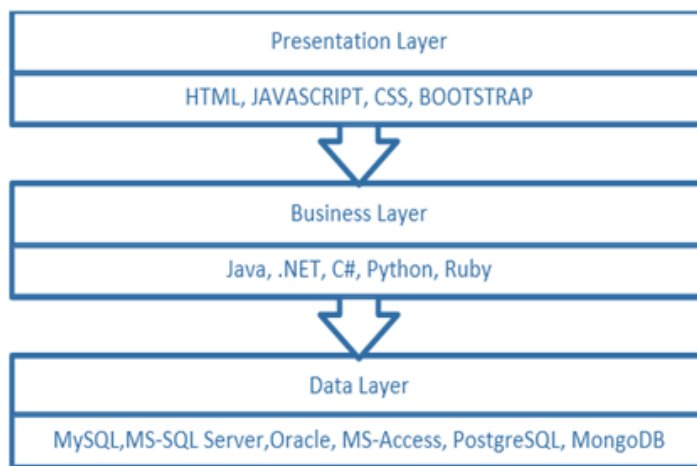 Presentation Layer
HTML, JAVASCRIPT, CSS, BOOTSTRAP
Business Layer
Java, .NET, C#, Python, Ruby
Data Layer
MySQL,MS-SQL Server,Oracle, MS-Access, PostgreSQL, MongoDB